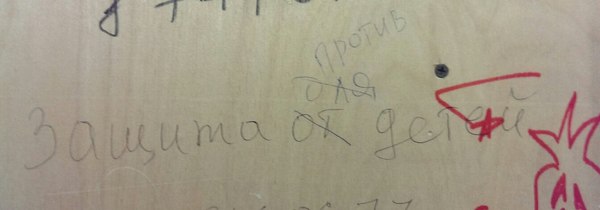 против
для
Защита от детей